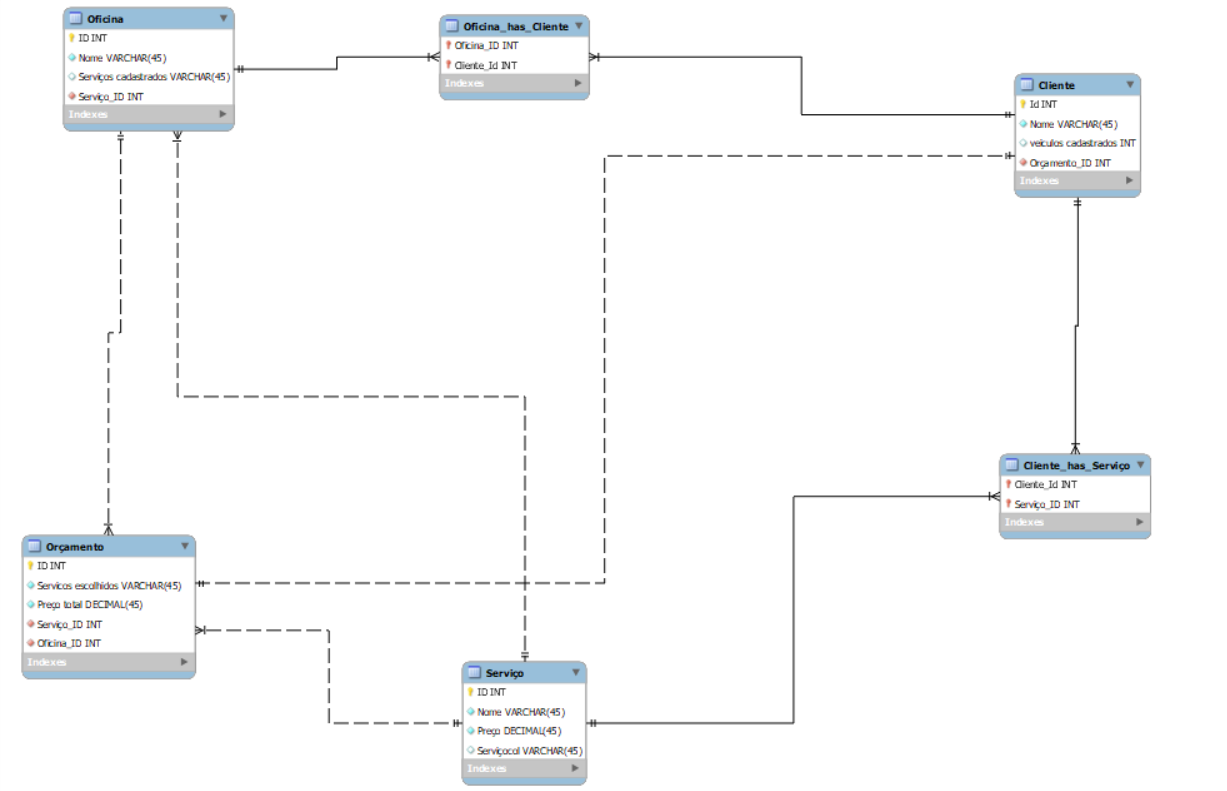 Oficina
ID INT
Nome VARCHAR(45)
Serviços cadastrados VARCHAR(45)
Serviço_ID INT
Indexes
Oficina_has_Cliente
Oficina_ID INT
Cliente_Id INT
Indexes
Cliente
Id INT
Nome VARCHAR(45)
veiculos cadastrados INT
Orçamento_ID INT
Indexes
Cliente_has_Serviço
Cliente_Id INT
Serviço_ID INT
Indexes
Orçamento
ID INT
Servicos escolhidos VARCHAR(45)
Preço total DECIMAL(45)
Serviço_ID INT
Oficina_ID INT
Indexes
Serviço
ID INT
Nome VARCHAR(45)
Preço DECIMAL(45)
Serviçocol VARCHAR(45)
Indexes